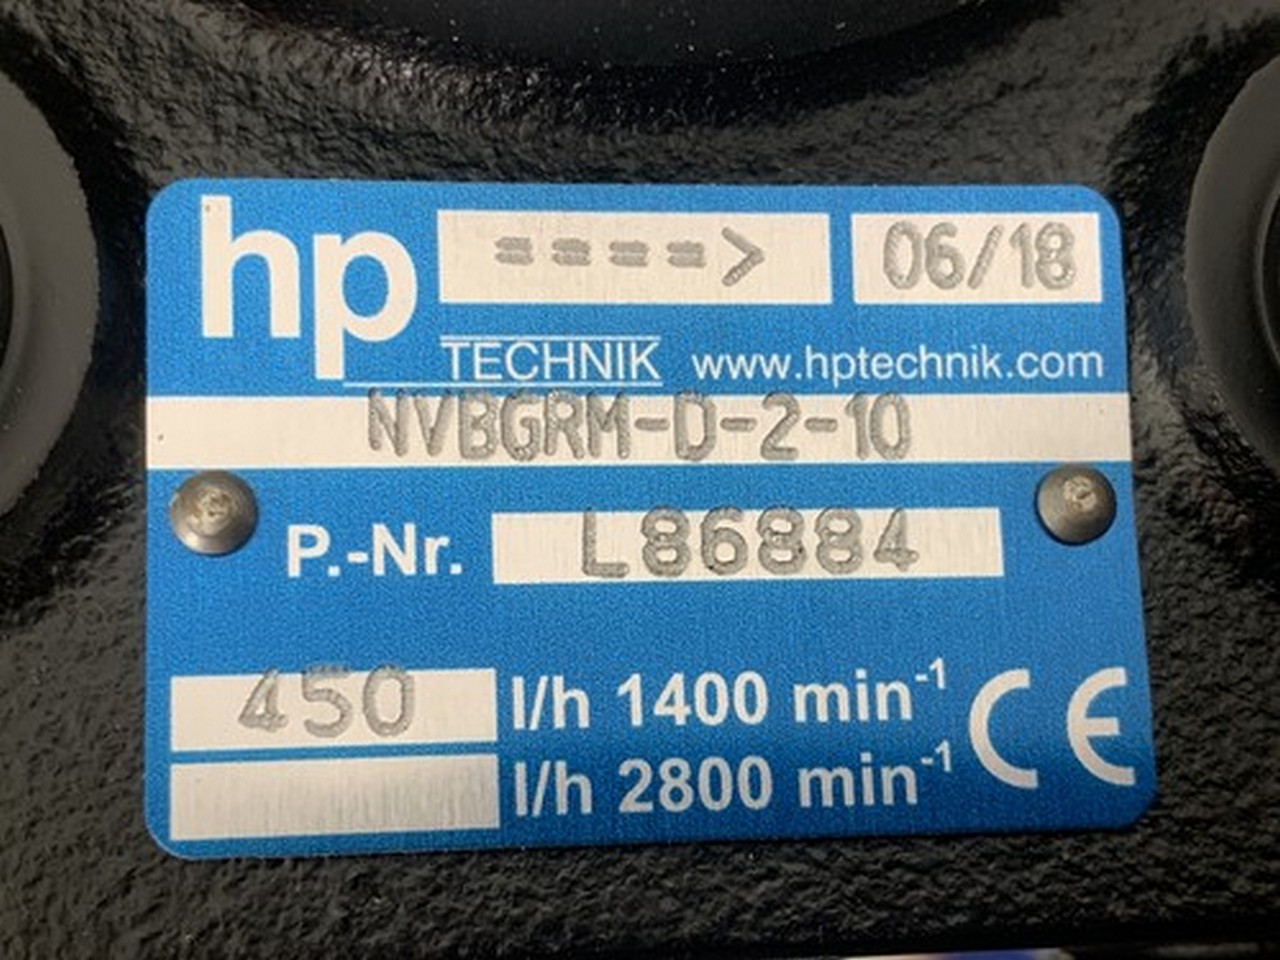 hp ====> 06/18
TECHNIK www.hptechnik.com
NVBGRM-D-2-10
P.-Nr. L86884
450 l/h 1400 min-1
l/h 2800 min-1
CE